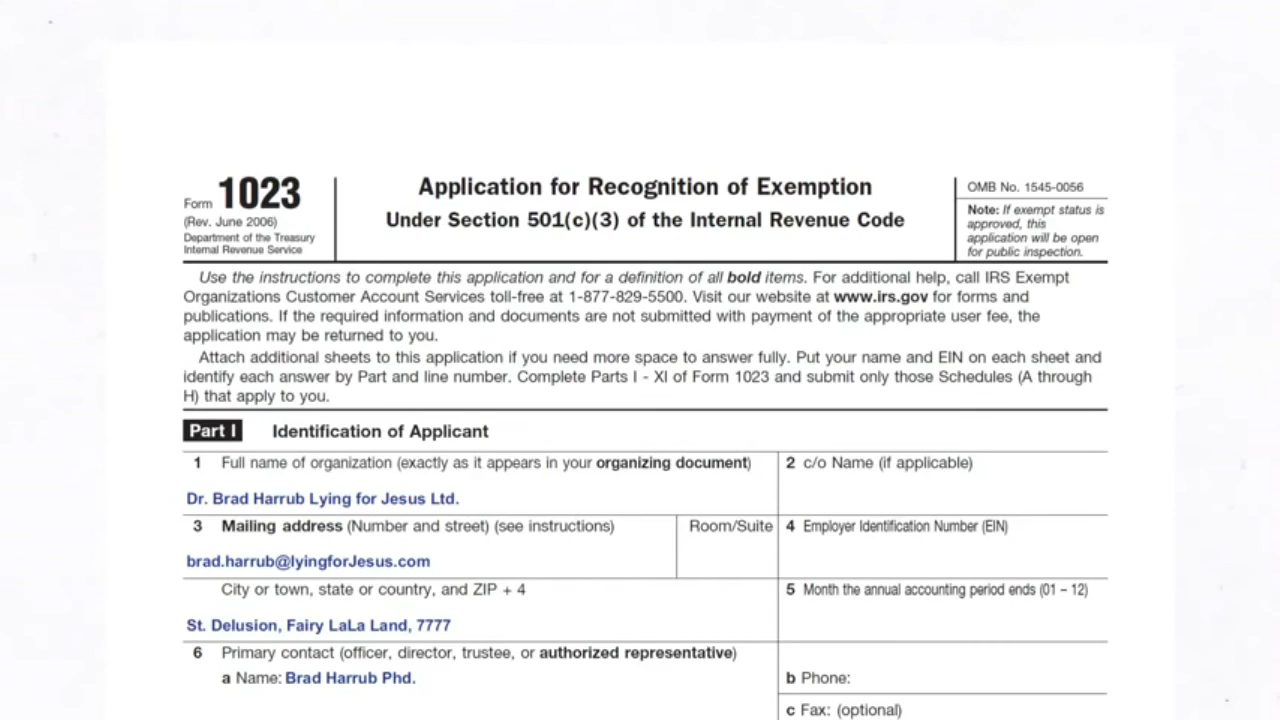 Form 1023
(Rev. June 2006)
Department of the Treasury
Internal Revenue Service
Application for Recognition of Exemption
Under Section 501(c)(3) of the Internal Revenue Code
OMB No. 1545-0056
Note: If exempt status is
approved, this
application will be open
for public inspection.
Use the instructions to complete this application and for a definition of all bold items. For additional help, call IRS Exempt
Organizations Customer Account Services toll-free at 1-877-829-5500. Visit our website at www.irs.gov for forms and
publications. If the required information and documents are not submitted with payment of the appropriate user fee, the
application may be returned to you.
Attach additional sheets to this application if you need more space to answer fully. Put your name and EIN on each sheet and
identify each answer by Part and line number. Complete Parts I - XI of Form 1023 and submit only those Schedules (A through
H) that apply to you.
Part I Identification of Applicant
1 Full name of organization (exactly as it appears in your organizing document)
Dr. Brad Harrub Lying for Jesus Ltd.
2 c/o Name (if applicable)
3 Mailing address (Number and street) (see instructions)
Room/Suite
brad.harrub@lyingforJesus.com
4 Employer Identification Number (EIN)
City or town, state or country, and ZIP + 4
St. Delusion, Fairy LaLa Land, 7777
5 Month the annual accounting period ends (01 – 12)
6 Primary contact (officer, director, trustee, or authorized representative)
a Name: Brad Harrub Phd.
b Phone:
c Fax: (optional)